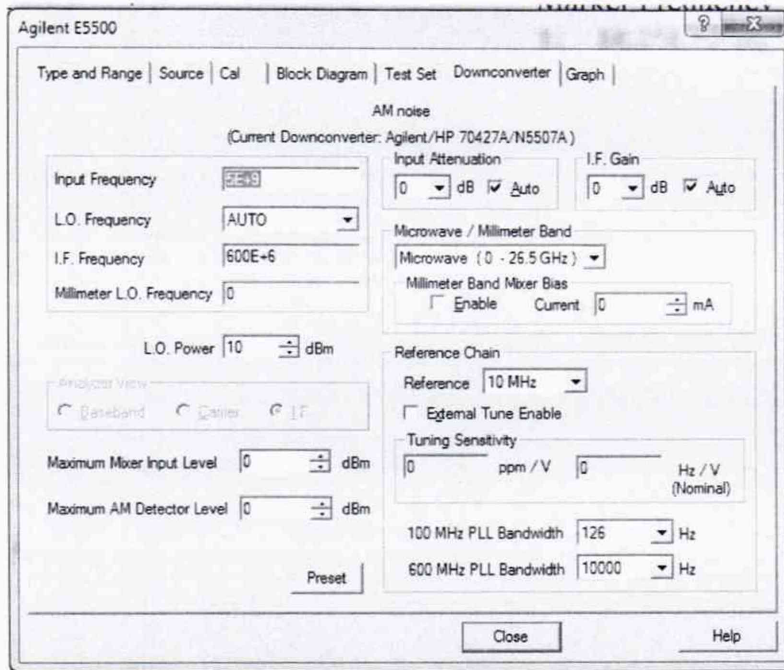 Marker Frequency
Agilent E5500
Type and Range Source Cal Block Diagram Test Set Downconverter Graph
AM noise
(Current Downconverter: Agilent/HP 70427A/N5507A )
Input Frequency 5E+9
L.O. Frequency AUTO
I.F. Frequency 600E+6
Millimeter L.O. Frequency 0
L.O. Power 10 dBm
Analyzer View
Baseband Carrier I.F.
Maximum Mixer Input Level 0 dBm
Maximum AM Detector Level 0 dBm
Preset
Input Attenuation
0 dB Auto
I.F. Gain
0 dB Auto
Microwave / Millimeter Band
Microwave ( 0 - 26.5 GHz )
Millimeter Band Mixer Bias
Enable Current 0 mA
Reference Chain
Reference 10 MHz
External Tune Enable
Tuning Sensitivity
0 ppm / V 0 Hz / V
(Nominal)
100 MHz PLL Bandwidth 126 Hz
600 MHz PLL Bandwidth 10000 Hz
Close Help